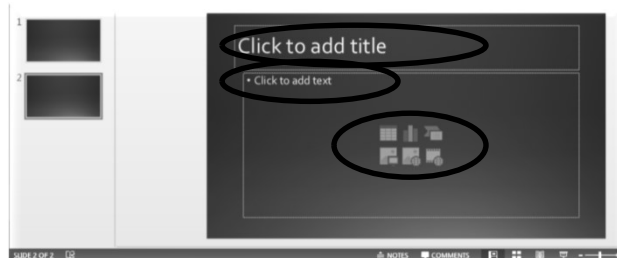 1
Click to add title
2
• Click to add text
SLIDE 2 OF 2
NOTES
COMMENTS